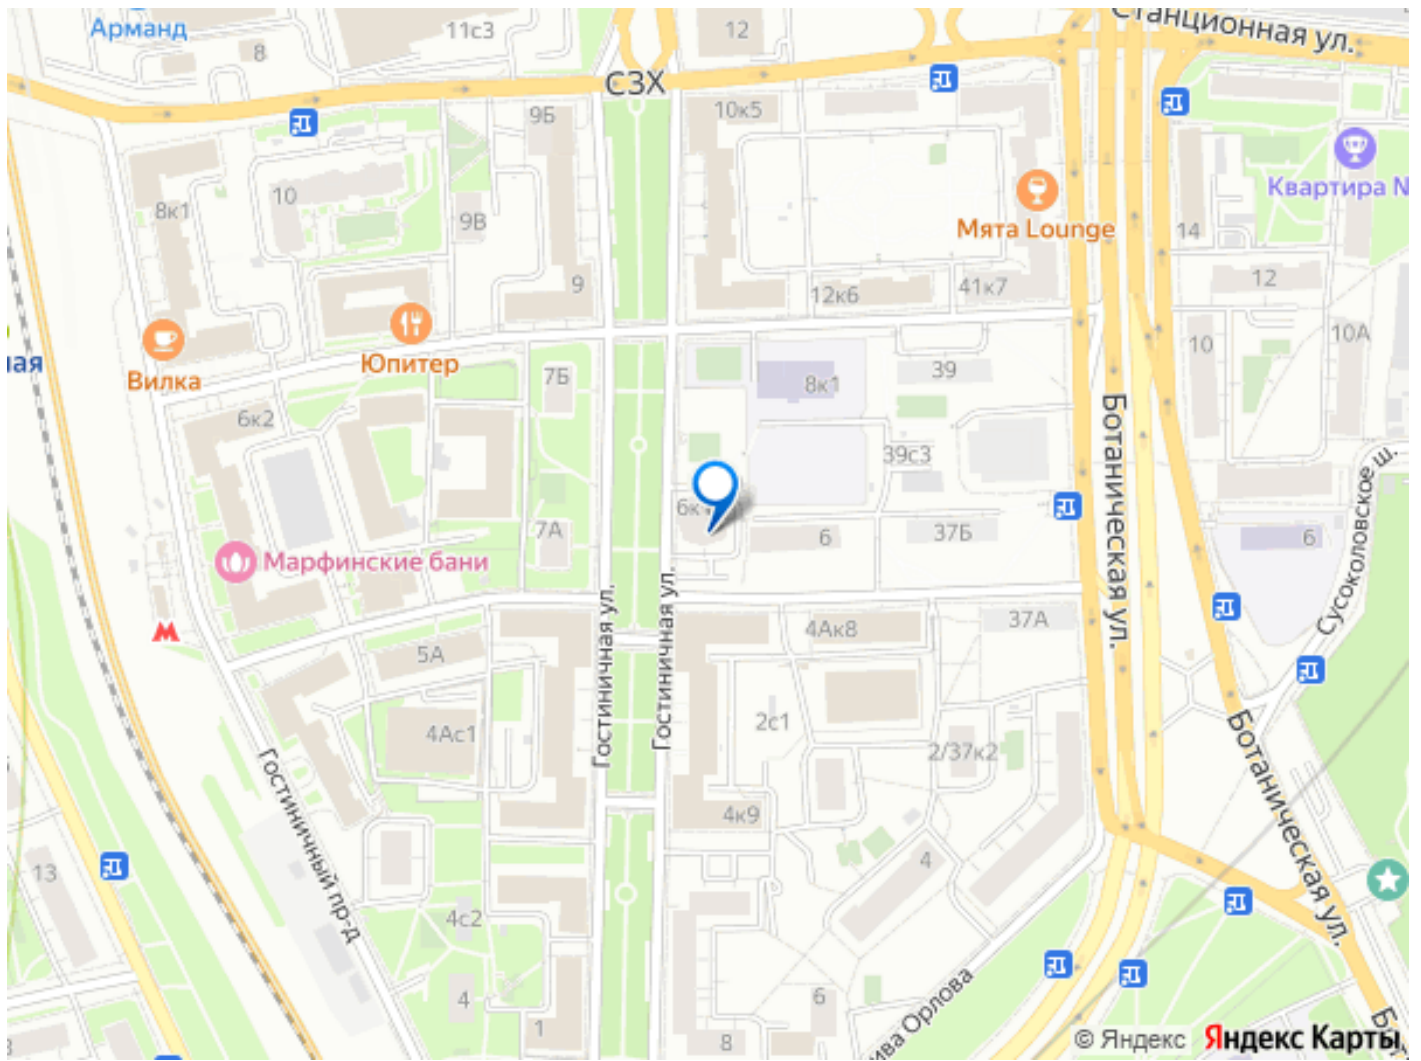 Станционная ул.
Арманд
11с3
12
8
СЗХ
9Б
10к5
Квартира N
10
8к1
9В
Мята Lounge
14
9
12к6
41к7
12
Юпитер
Вилка
ная
7Б
8к1
39
10
10А
6к2
39с3
Ботаническая ул.
Сусоколовское ш.
7А
6
37Б
6
Марфинские бани
Гостиничная ул.
Гостиничная ул.
4Ак8
37А
5А
4Ас1
2с1
2/37к2
Ботаническая ул.
Гостиничный пр-д
4к9
4
13
4с2
4
1
6
8
ива Орлова
© Яндекс Яндекс Карты